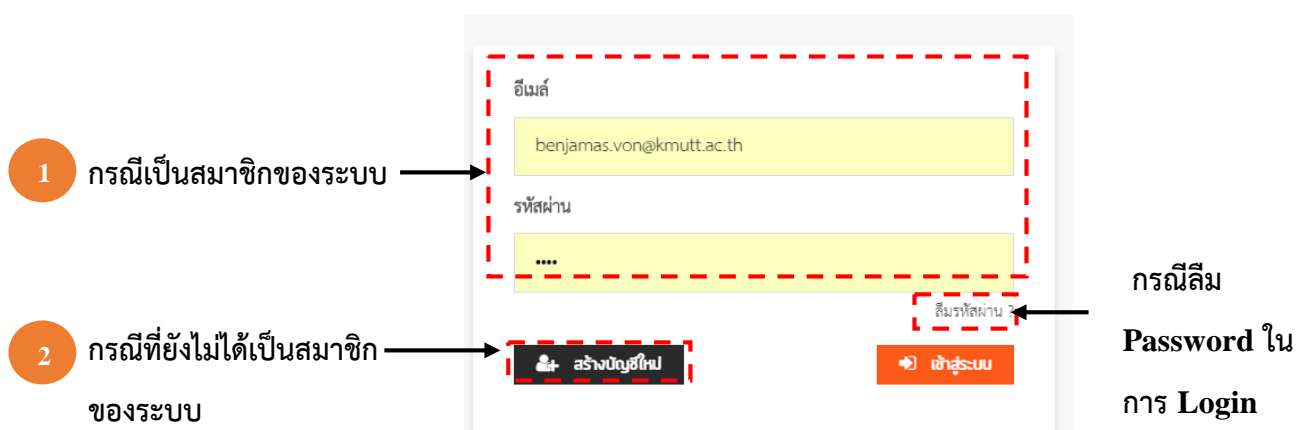 อีเมล์
benjamas.von@kmutt.ac.th
1 กรณีเป็นสมาชิกของระบบ
รหัสผ่าน
••••
ลืมรหัสผ่าน ?
กรณีลืม
Password ใน
การ Login
2 กรณีที่ยังไม่ได้เป็นสมาชิก
ของระบบ
สร้างบัญชีใหม่
เข้าสู่ระบบ